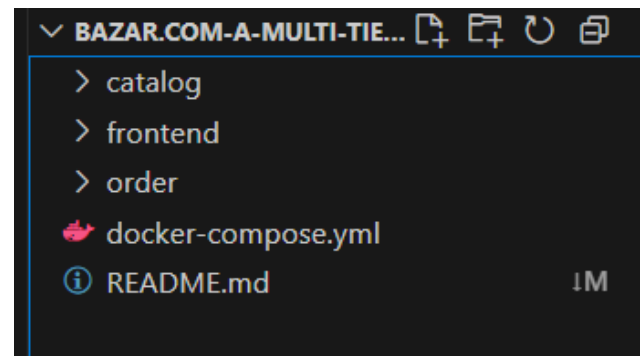 BAZAR.COM-A-MULTI-TIE...
catalog
frontend
order
docker-compose.yml
README.md ↓M